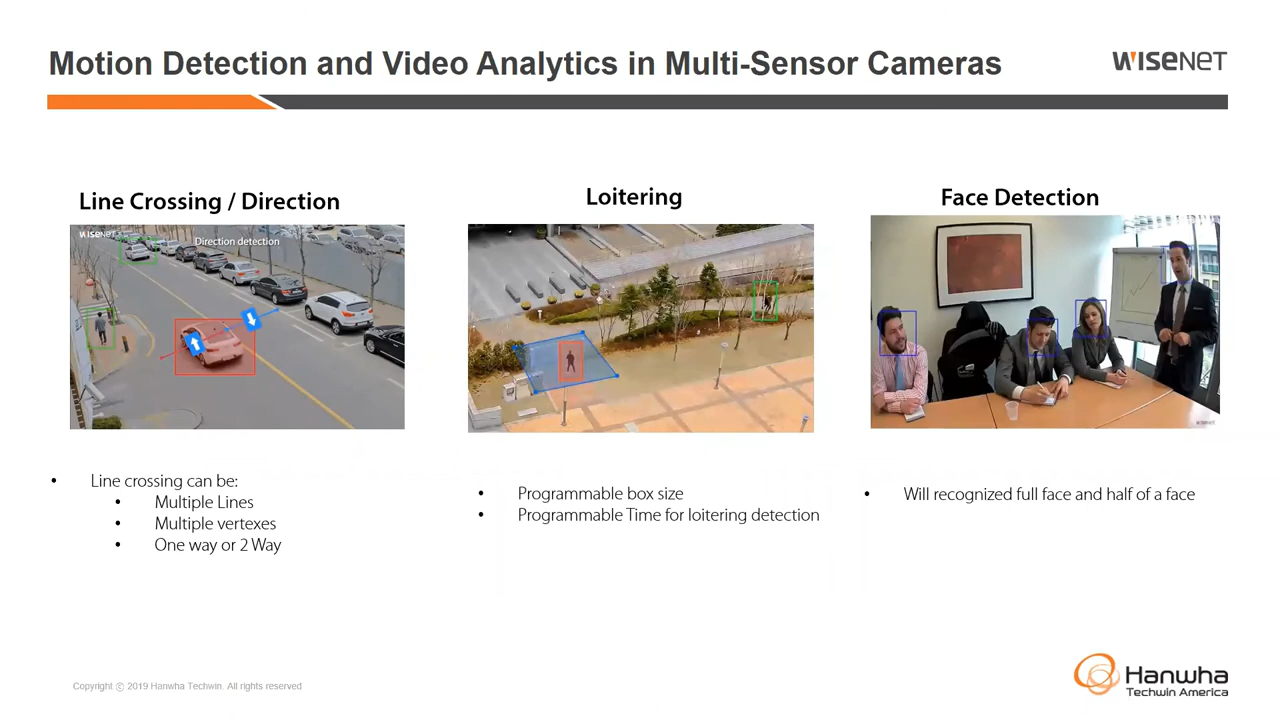 Motion Detection and Video Analytics in Multi-Sensor Cameras
WISENET
Line Crossing / Direction
Loitering
Face Detection
WISENET
Direction detection
WISENET
• Line crossing can be:
• Multiple Lines
• Multiple vertexes
• One way or 2 Way
• Programmable box size
• Programmable Time for loitering detection
• Will recognized full face and half of a face
Copyright ⓒ 2019 Hanwha Techwin. All rights reserved
Hanwha
Techwin America